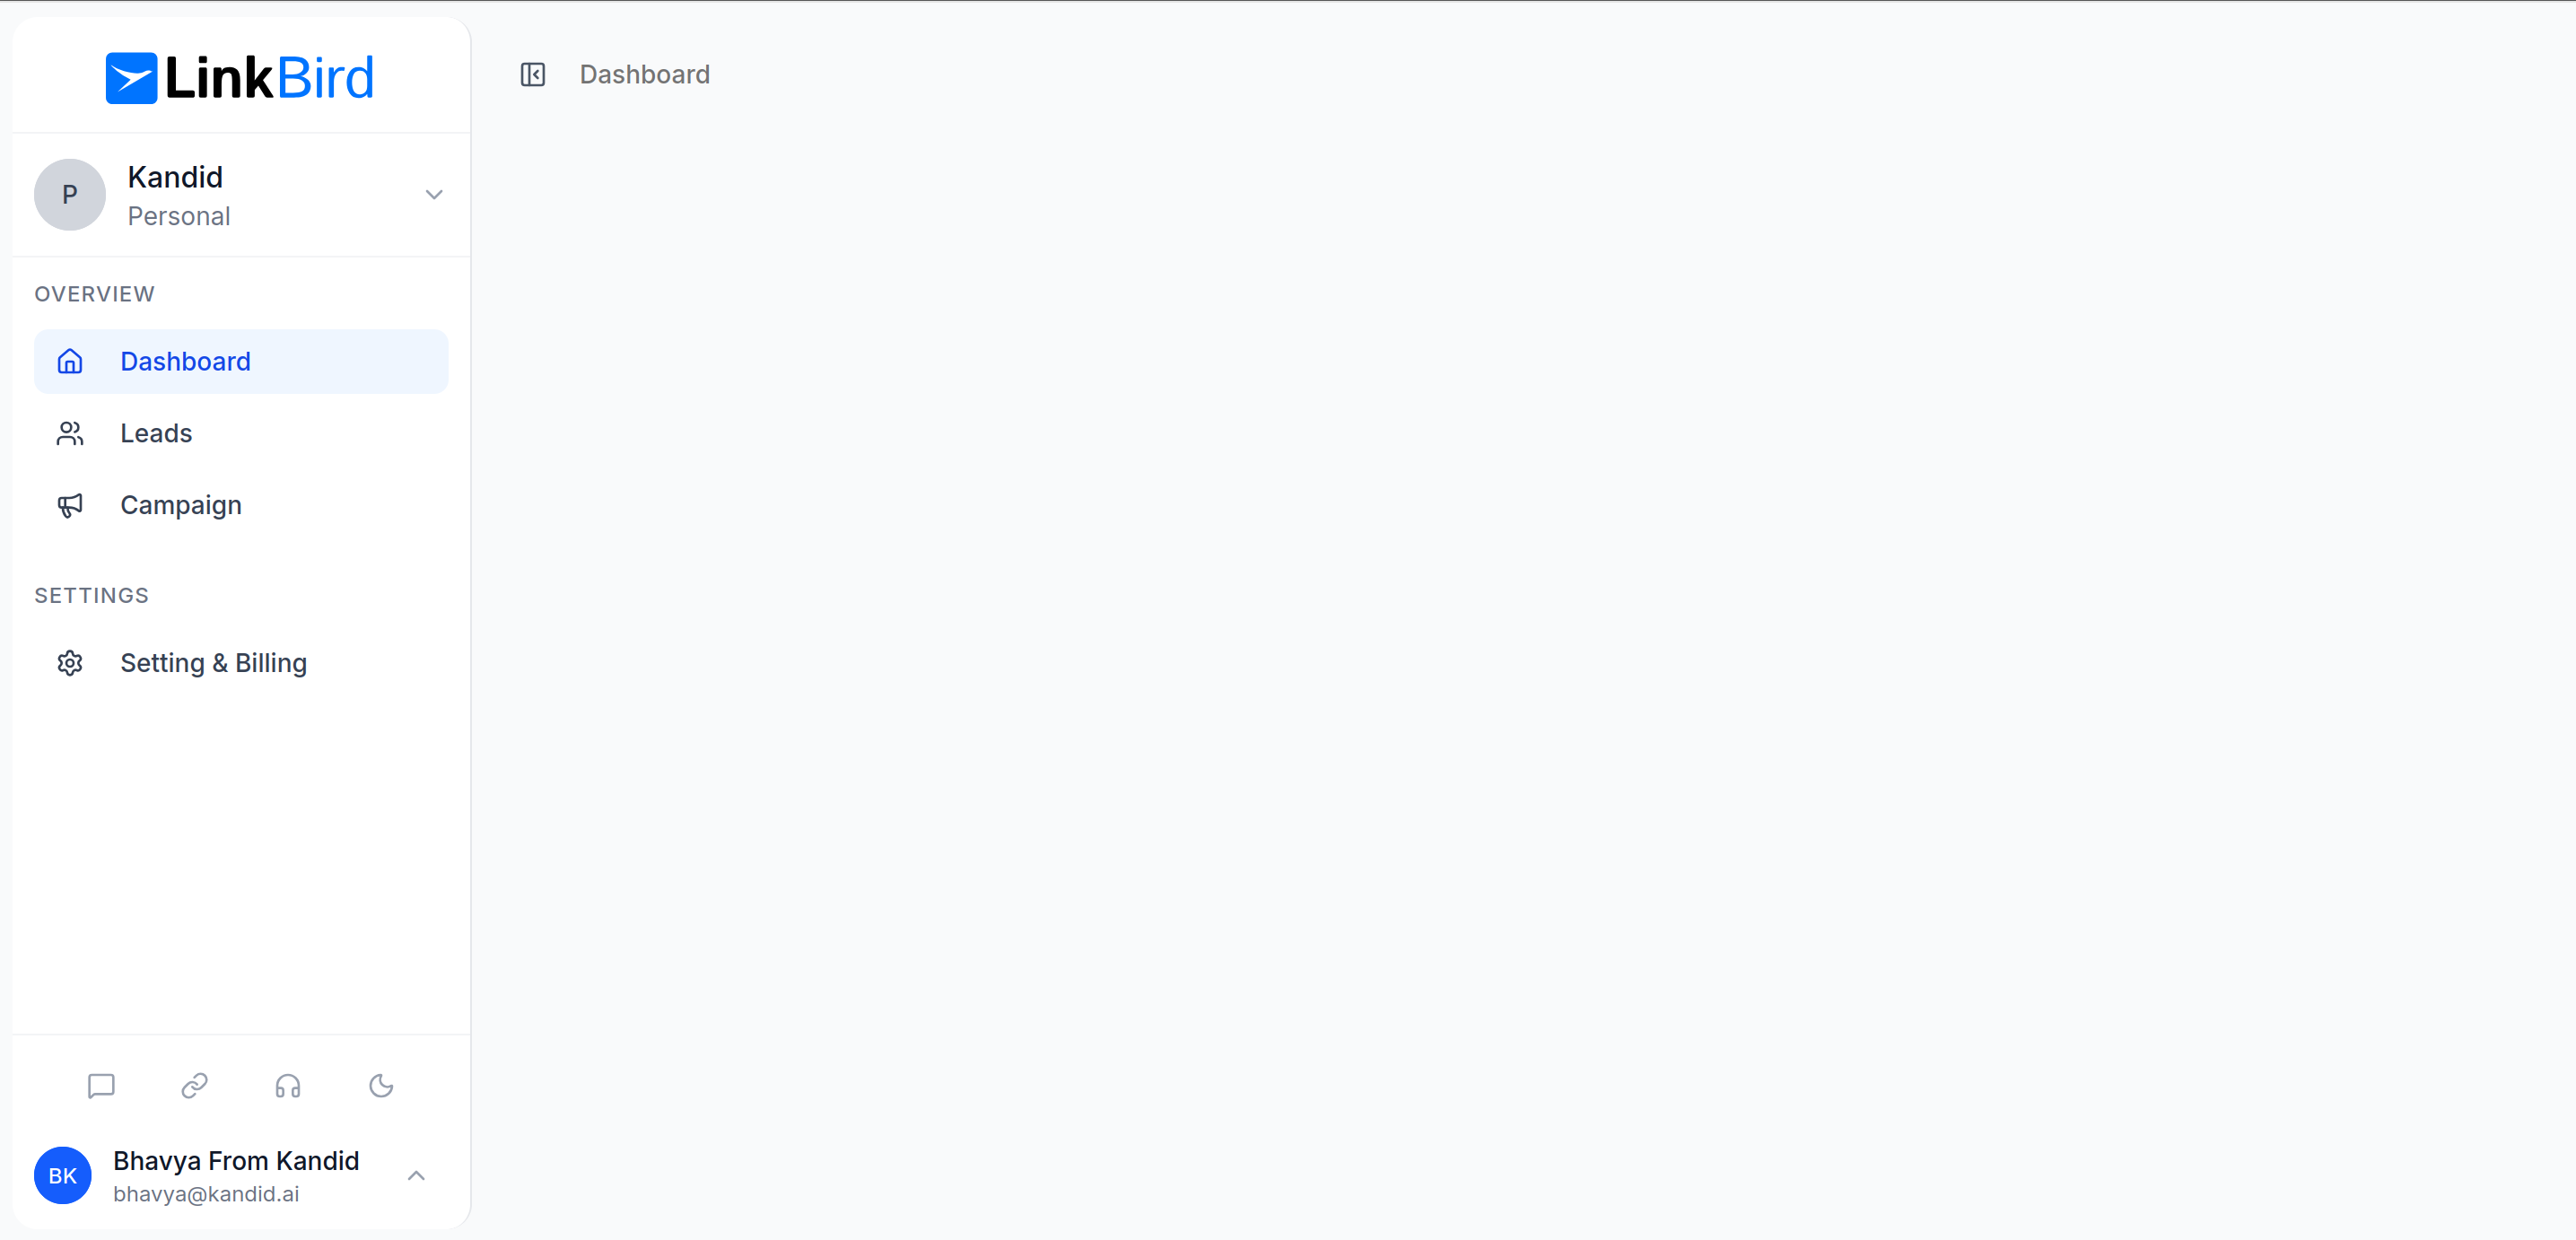 LinkBird
Dashboard
P
Kandid
Personal
OVERVIEW
Dashboard
Leads
Campaign
SETTINGS
Setting & Billing
BK
Bhavya From Kandid
bhavya@kandid.ai